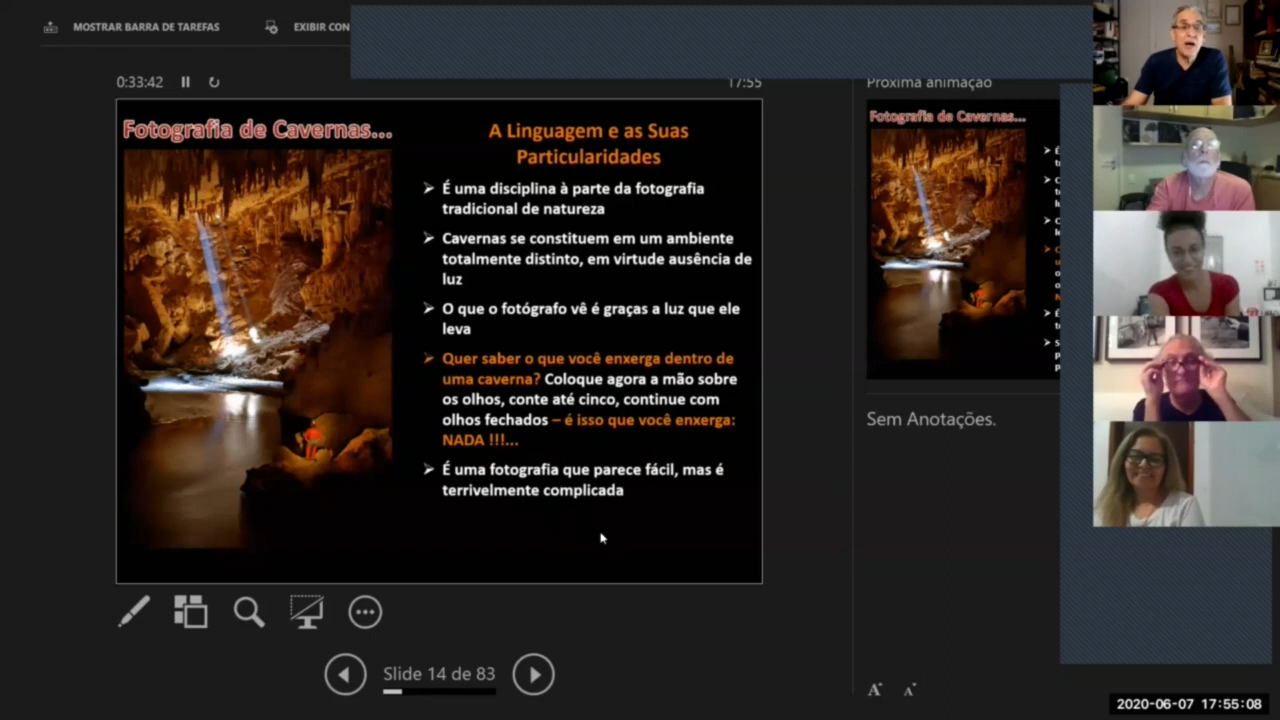 MOSTRAR BARRA DE TAREFAS
EXIBIR CON
0:33:42
17:55
Próxima animação
Fotografia de Cavernas...
A Linguagem e as Suas
Particularidades
➢ É uma disciplina à parte da fotografia
tradicional de natureza
➢ Cavernas se constituem em um ambiente
totalmente distinto, em virtude ausência de
luz
➢ O que o fotógrafo vê é graças a luz que ele
leva
➢ Quer saber o que você enxerga dentro de
uma caverna? Coloque agora a mão sobre
os olhos, conte até cinco, continue com
olhos fechados – é isso que você enxerga:
NADA !!!...
➢ É uma fotografia que parece fácil, mas é
terrivelmente complicada
Fotografia de Cavernas...
Sem Anotações.
Slide 14 de 83
A A
2020-06-07 17:55:08